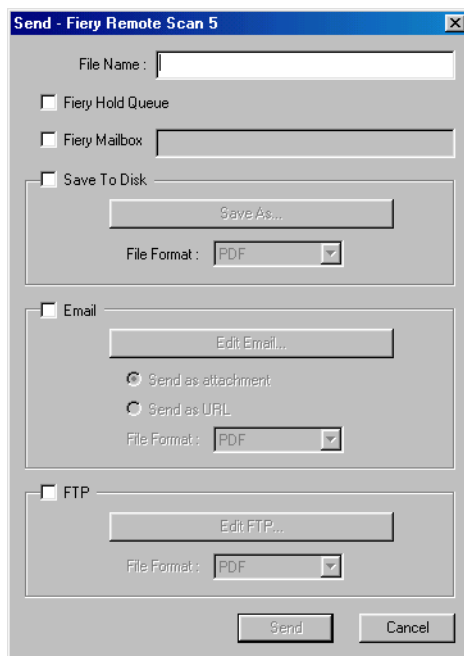 Send - Fiery Remote Scan 5
File Name :
Fiery Hold Queue
Fiery Mailbox
Save To Disk
Save As...
File Format : PDF
Email
Edit Email...
Send as attachment
Send as URL
File Format : PDF
FTP
Edit FTP...
File Format : PDF
Send Cancel